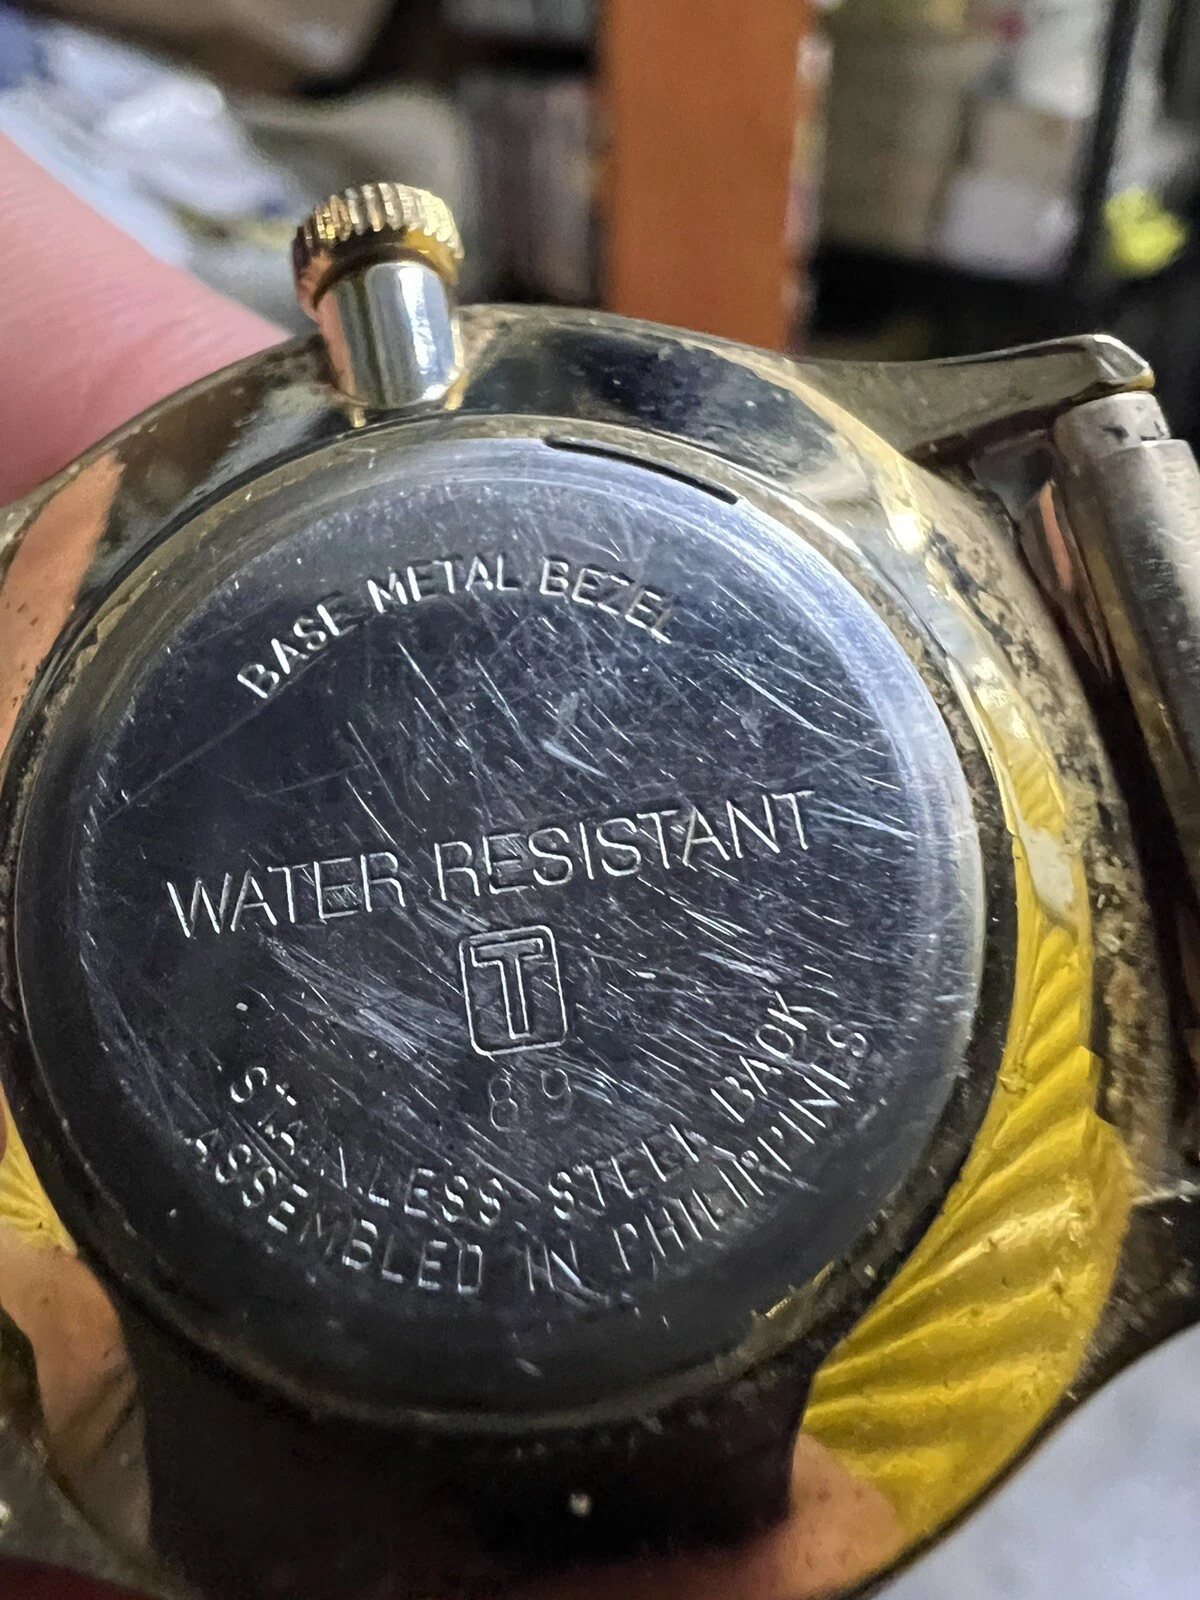 BASE METAL BEZEL
WATER RESISTANT
T
89
STAINLESS STEEL BACK
ASSEMBLED IN PHILIPPINES